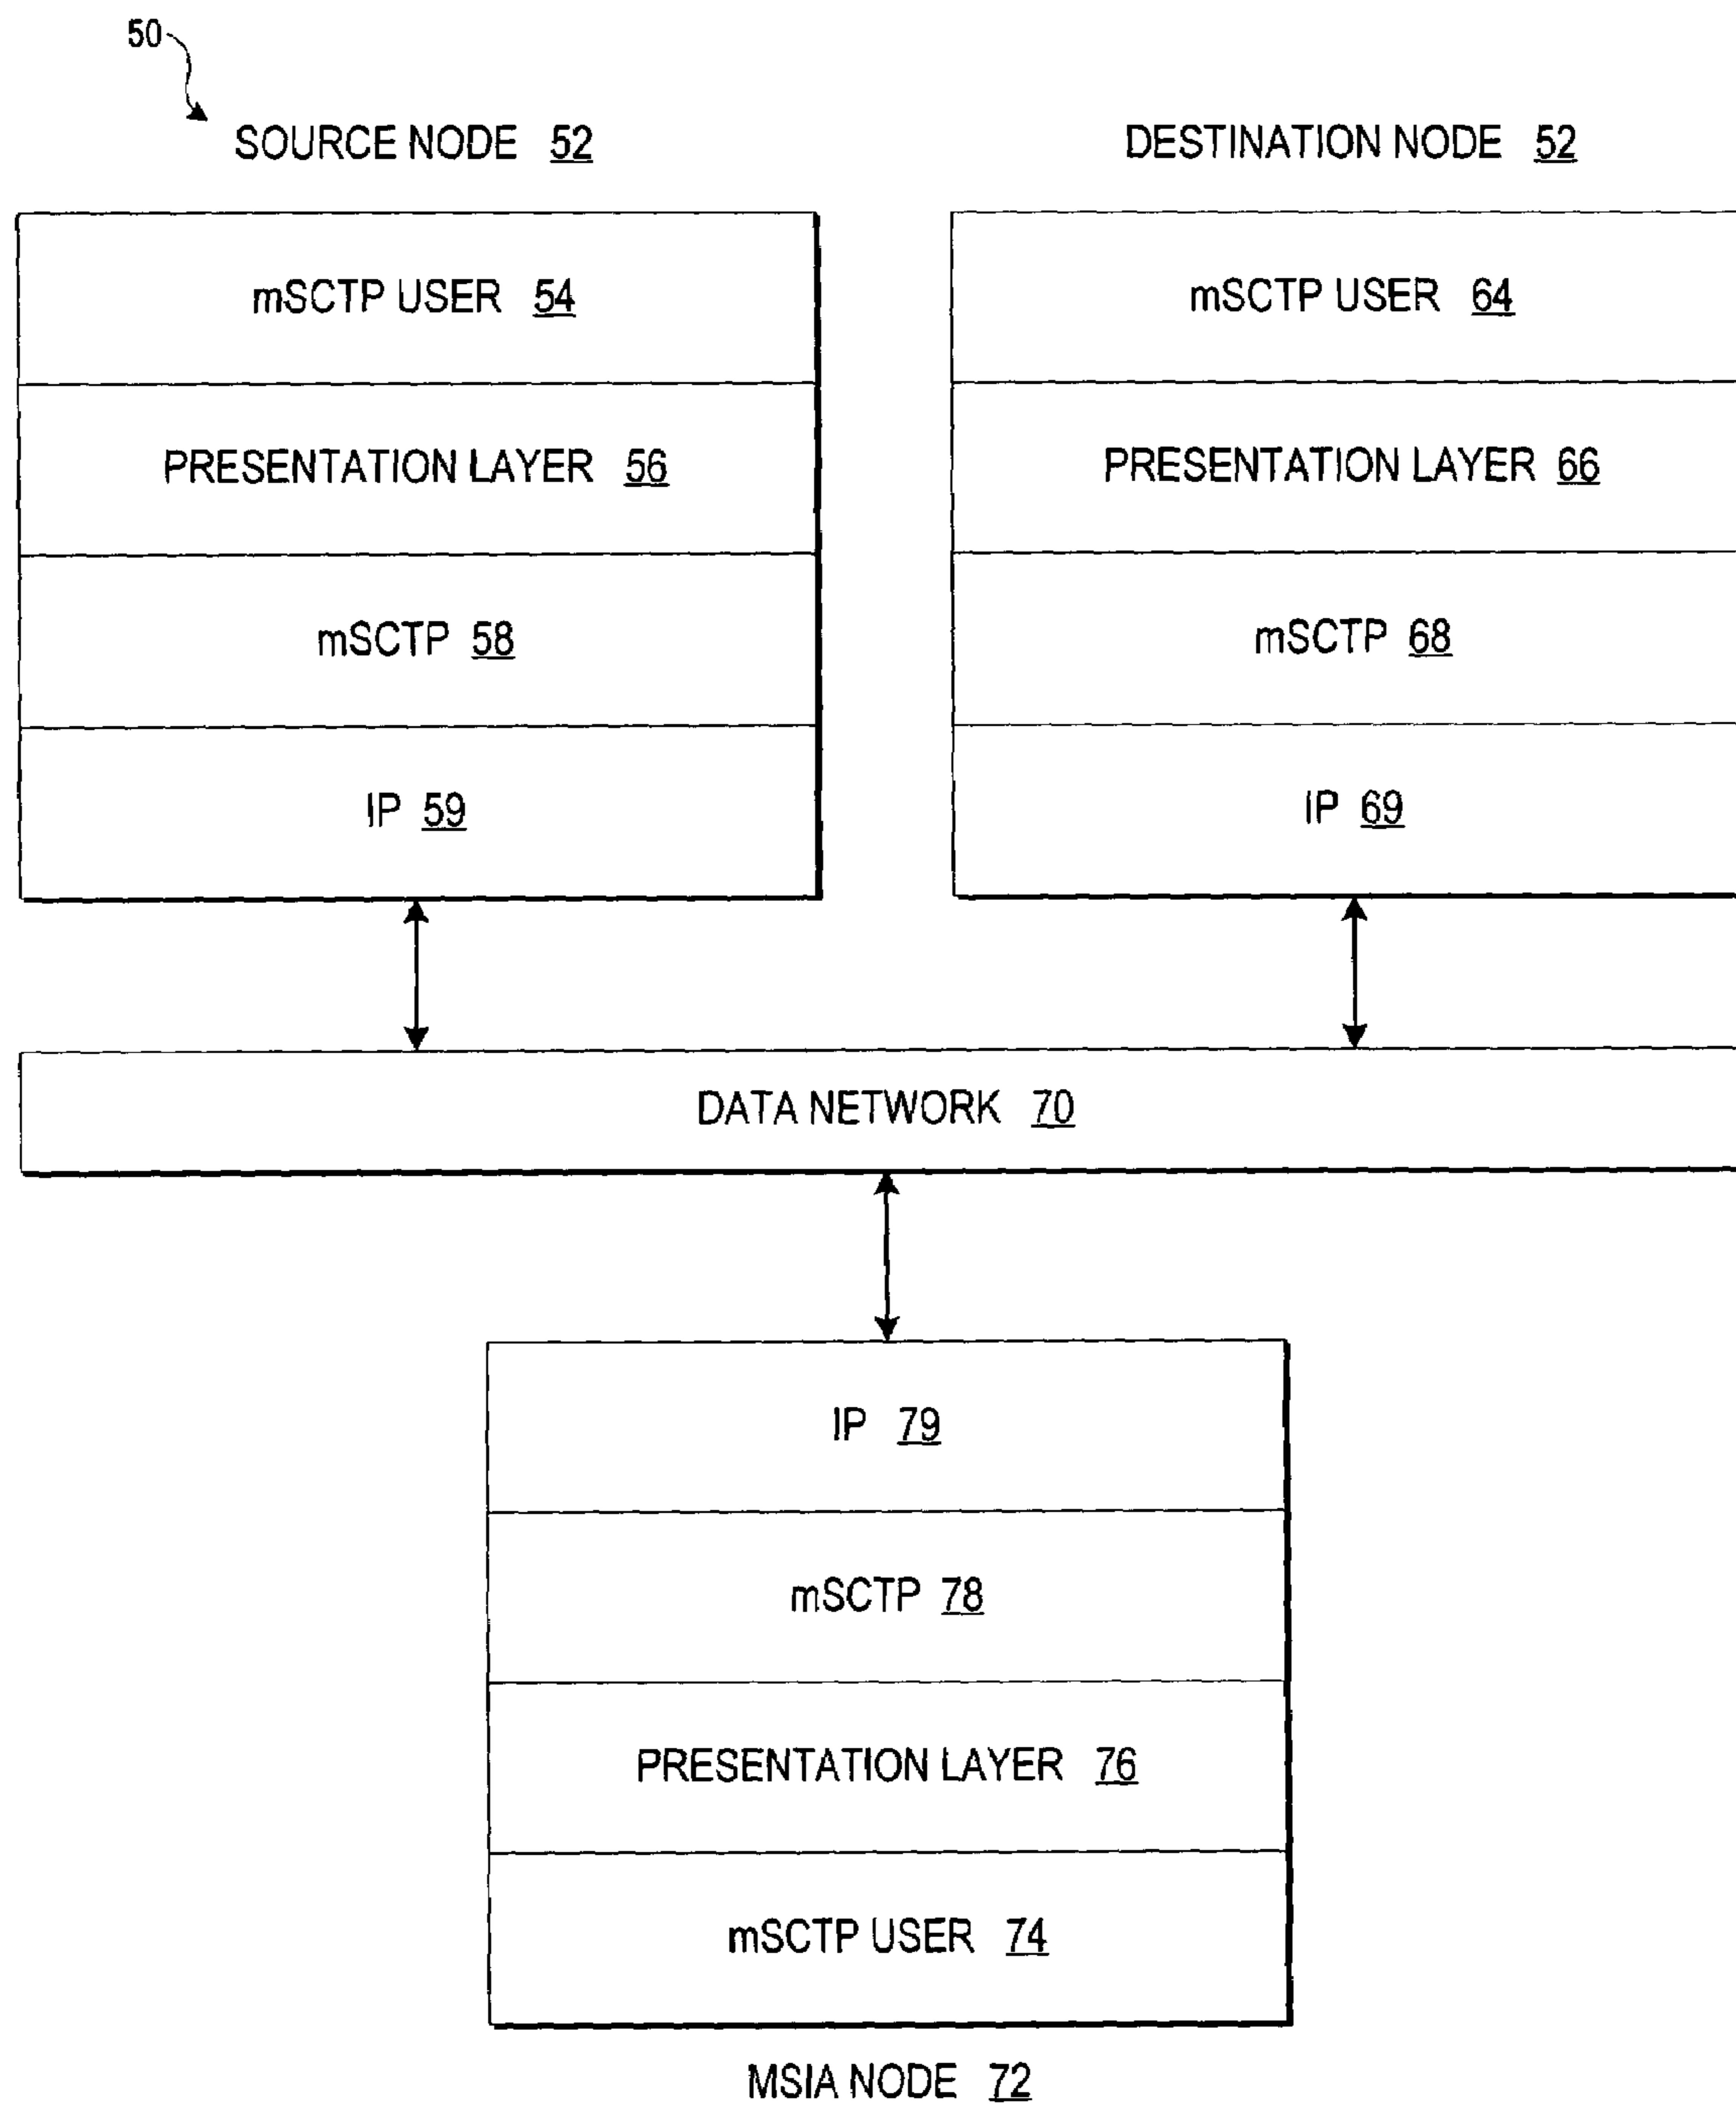 50
SOURCE NODE 52
DESTINATION NODE 52
mSCTP USER 54
PRESENTATION LAYER 56
mSCTP 58
IP 59
mSCTP USER 64
PRESENTATION LAYER 66
mSCTP 68
IP 69
DATA NETWORK 70
IP 79
mSCTP 78
PRESENTATION LAYER 76
mSCTP USER 74
MSIA NODE 72